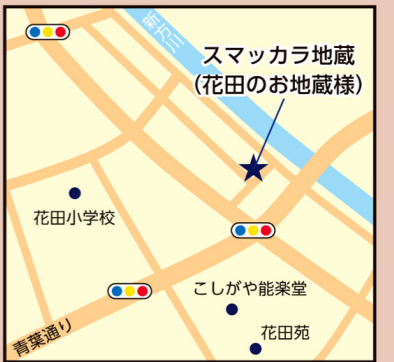 新方川
スマッカラ地蔵
(花田のお地蔵様)
花田小学校
こしがや能楽堂
青葉通り
花田苑